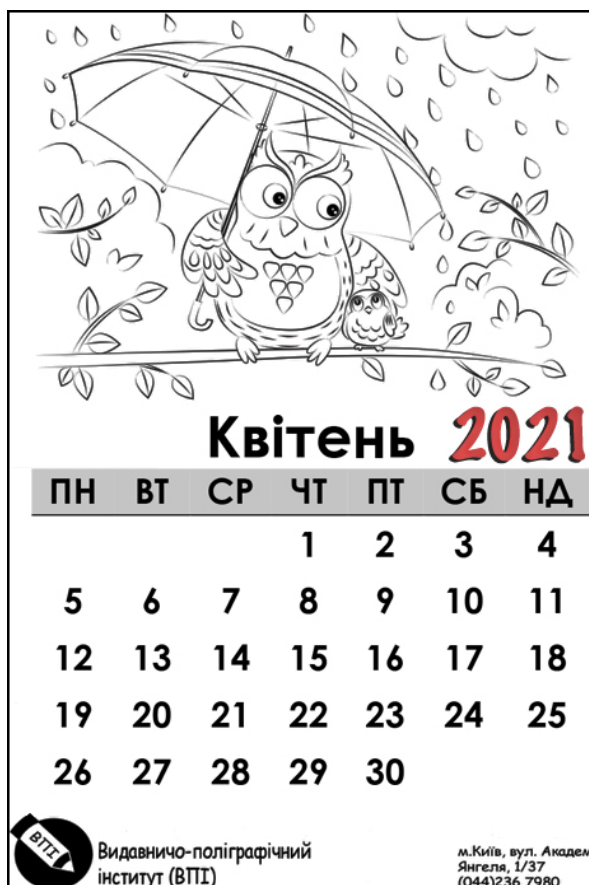 Квітень 2021
ПН ВТ СР ЧТ ПТ СБ НД
1 2 3 4
5 6 7 8 9 10 11
12 13 14 15 16 17 18
19 20 21 22 23 24 25
26 27 28 29 30
ВПІ
Видавничо-поліграфічний
інститут (ВПІ)
м.Київ, вул. Академ
Янгеля, 1/37
(044)236 7980